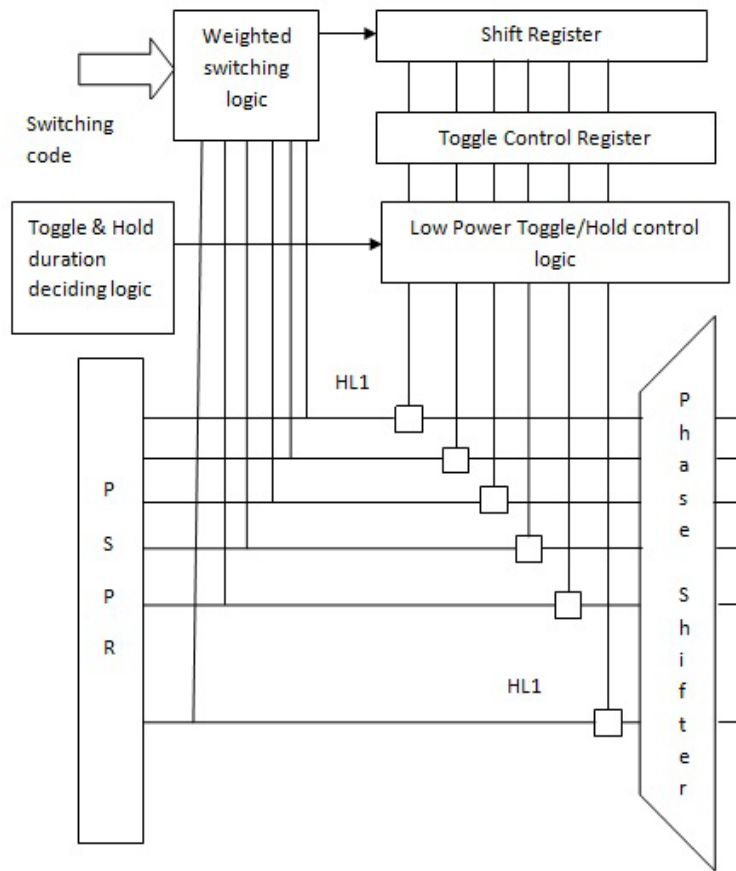 Weighted
switching
logic
Shift Register
Switching
code
Toggle Control Register
Toggle & Hold
duration
deciding logic
Low Power Toggle/Hold control
logic
HL1
P
S
P
R
HL1
P
h
a
s
e
S
h
i
f
t
e
r